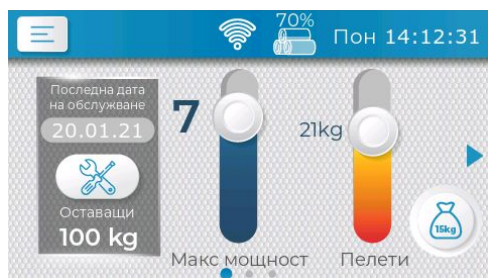 70%
Пон 14:12:31
Последна дата
на обслужване
20.01.21
Оставащи
100 kg
7
21kg
15kg
Макс мощност
Пелети